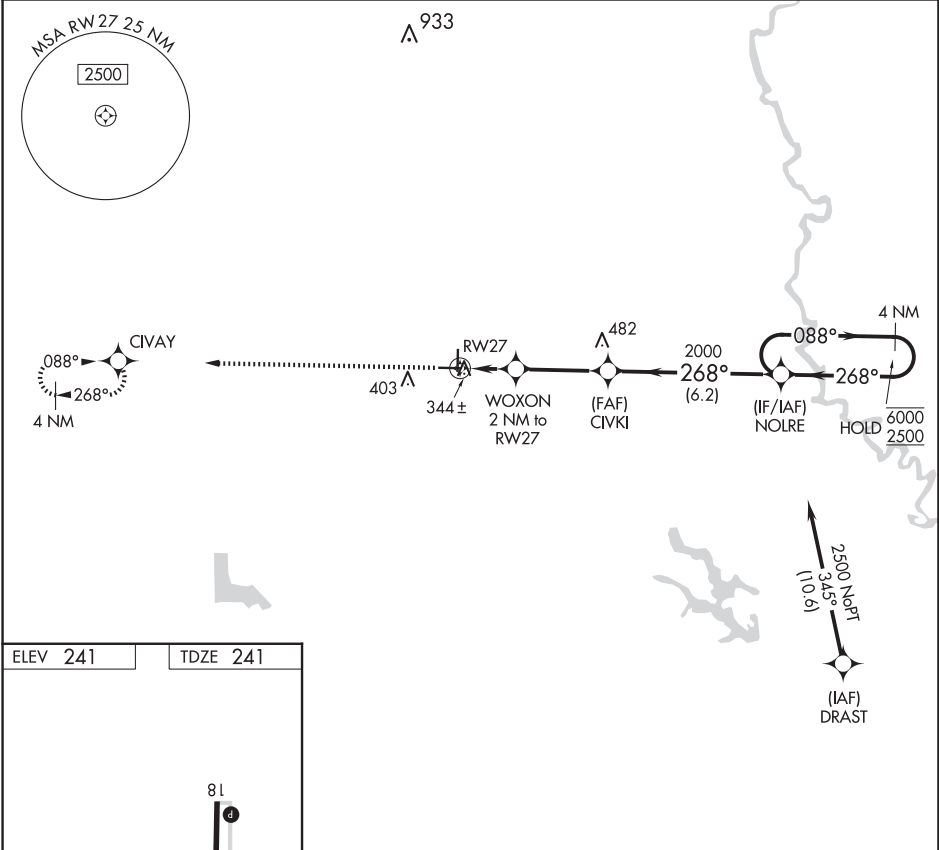 MSA RW27 25 NM
2500
933
CIVAY
088°
268°
4 NM
403
344 ±
RW27
WOXON
2 NM to
RW27
482
(FAF)
CIVKI
2000
268°
(6.2)
(IF/IAF)
NOLRE
088°
268°
4 NM
HOLD
6000
2500
2500 NoPT
345°
(10.6)
(IAF)
DRAST
ELEV 241
TDZE 241
18
P